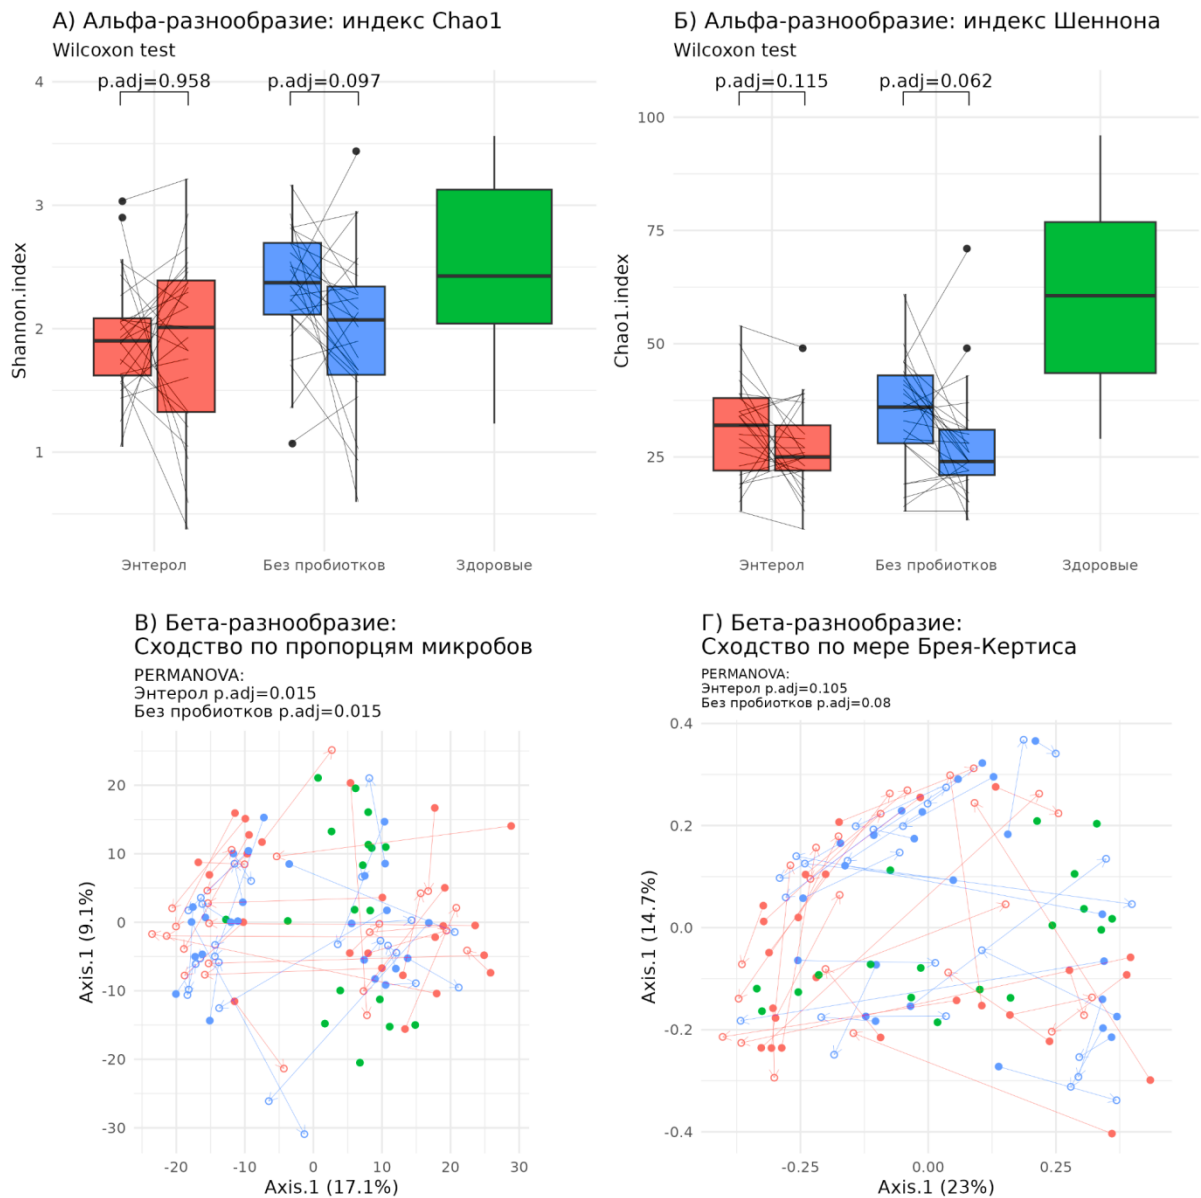 А) Альфа-разнообразие: индекс Chao1
Wilcoxon test
p.adj=0.958
p.adj=0.097
4
3
2
1
Shannon.index
Энтерол
Без пробиотков
Здоровые
Б) Альфа-разнообразие: индекс Шеннона
Wilcoxon test
p.adj=0.115
p.adj=0.062
100
75
50
25
Chao1.index
Энтерол
Без пробиотков
Здоровые
В) Бета-разнообразие:
Сходство по пропорцям микробов
PERMANOVA:
Энтерол p.adj=0.015
Без пробиотков p.adj=0.015
20
10
0
-10
-20
-30
Axis.1 (9.1%)
-20
-10
0
10
20
30
Axis.1 (17.1%)
Г) Бета-разнообразие:
Сходство по мере Брея-Кертиса
PERMANOVA:
Энтерол p.adj=0.105
Без пробиотков p.adj=0.08
0.4
0.2
0.0
-0.2
-0.4
Axis.1 (14.7%)
-0.25
0.00
0.25
Axis.1 (23%)